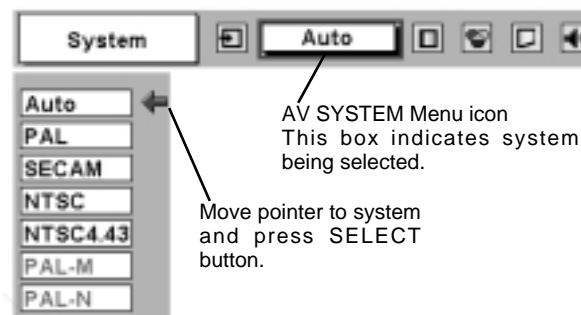 System
Auto
Auto
PAL
SECAM
NTSC
NTSC4.43
PAL-M
PAL-N
AV SYSTEM Menu icon
This box indicates system
being selected.
Move pointer to system
and press SELECT
button.